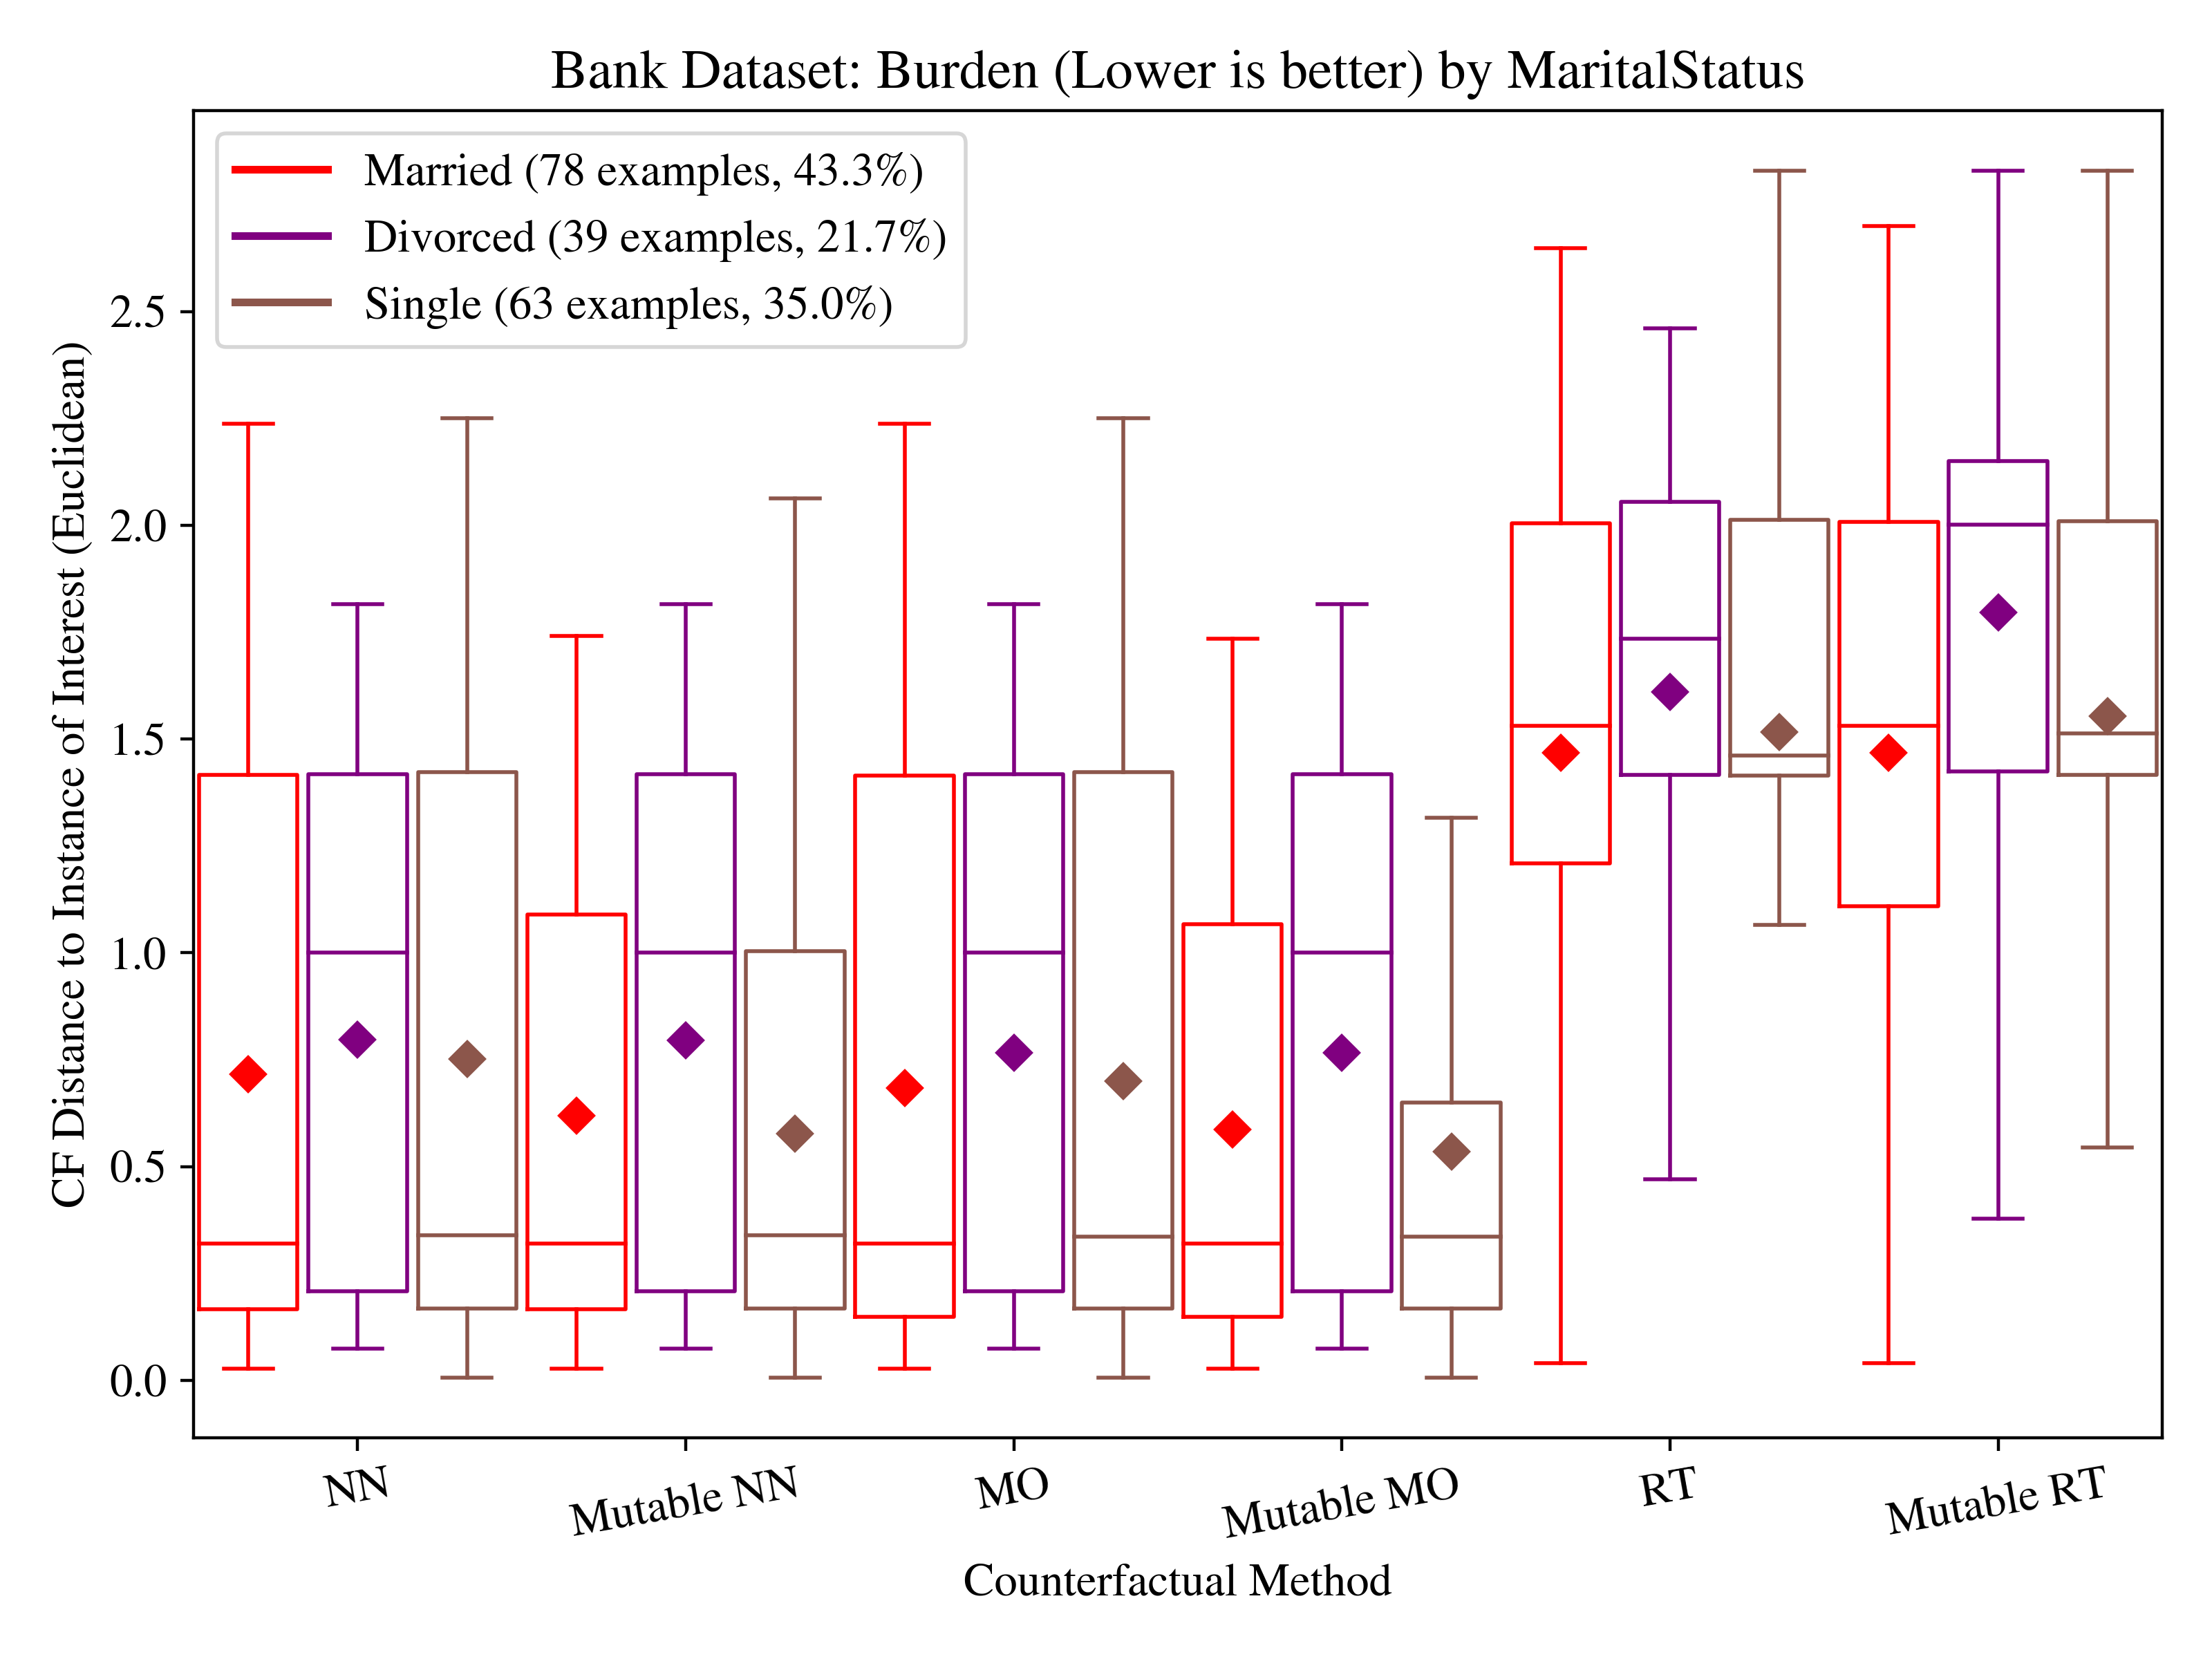 Bank Dataset: Burden (Lower is better) by MaritalStatus
Married (78 examples, 43.3%)
Divorced (39 examples, 21.7%)
Single (63 examples, 35.0%)
CF Distance to Instance of Interest (Euclidean)
2.5
2.0
1.5
1.0
0.5
0.0
NN
Mutable NN
MO
Mutable MO
RT
Mutable RT
Counterfactual Method